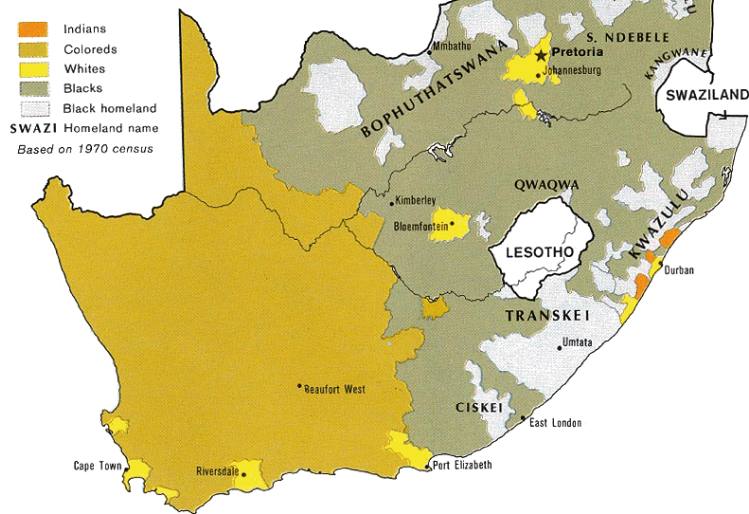 Indians
Coloreds
Whites
Blacks
Black homeland
SWAZI Homeland name
Based on 1970 census
S. NDEBELE
Mmbatho
Pretoria
Johannesburg
KANGWANE
BOPHUTHATSWANA
SWAZILAND
QWAQWA
Kimberley
Bloemfontein
KWAZULU
LESOTHO
Durban
TRANSKEI
Umtata
Beaufort West
CISKEI
East London
Cape Town
Riversdale
Port Elizabeth